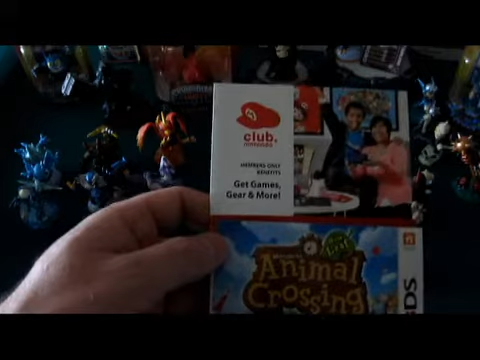 club.
nintendo
MEMBERS ONLY
BENEFITS
Get Games,
Gear & More!
Animal
Crossing
3DS